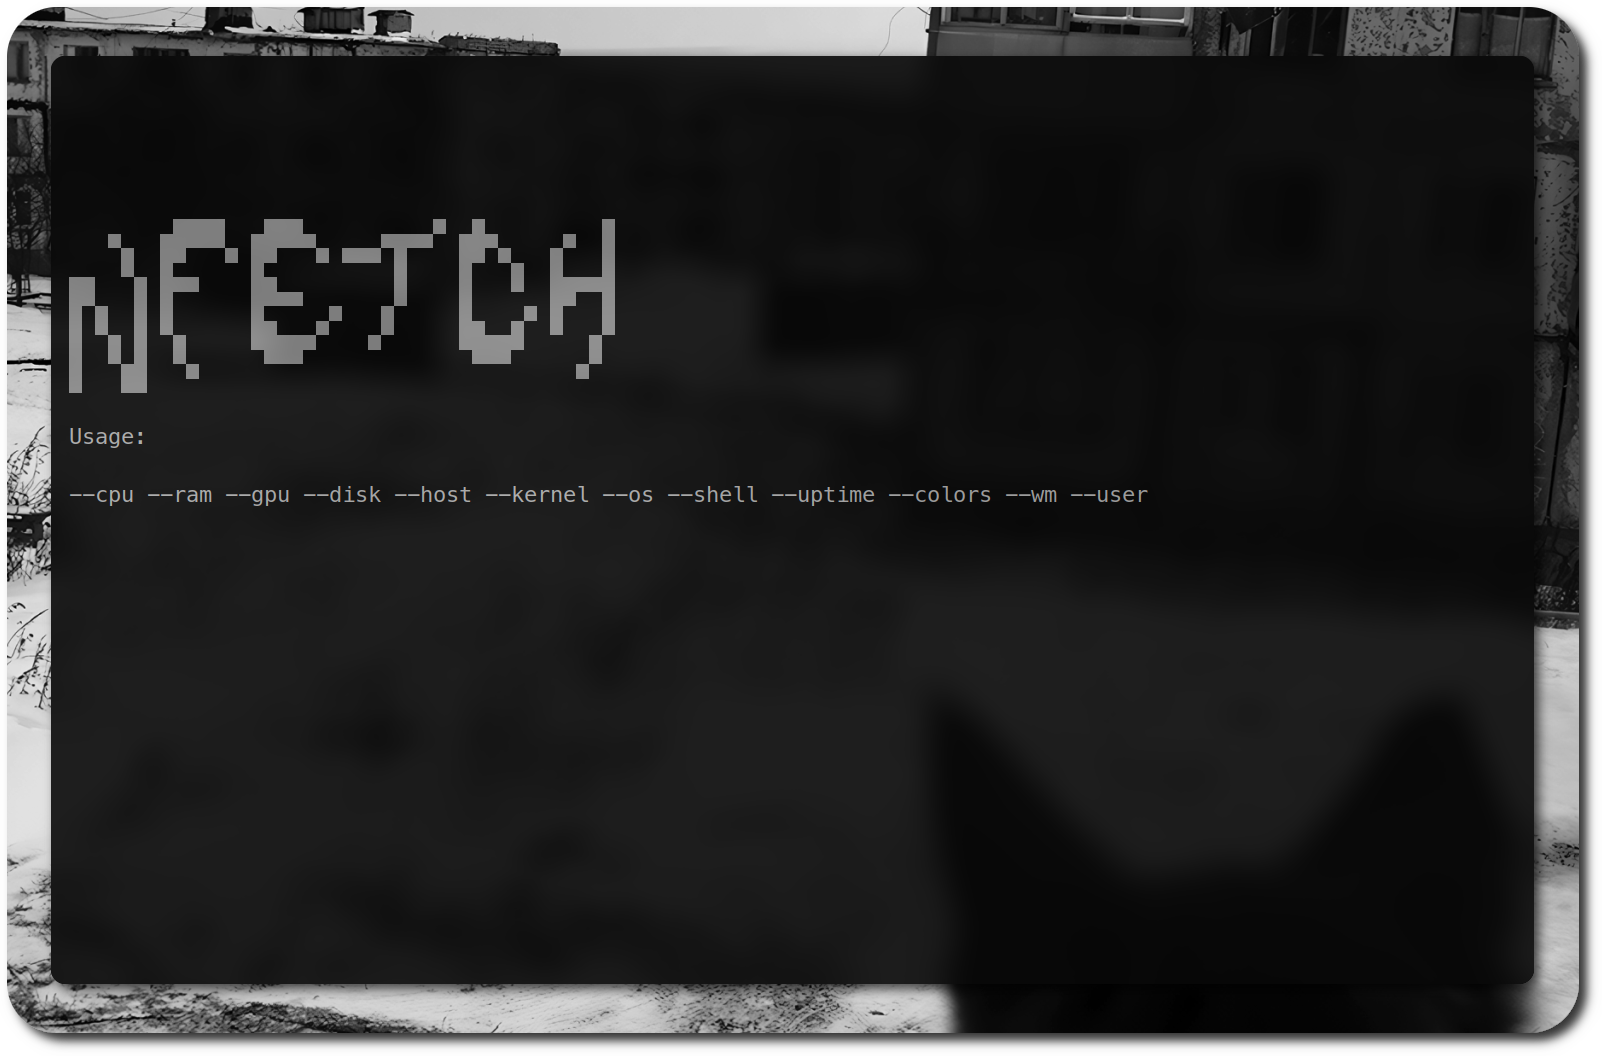 NFETCH
Usage:
--cpu --ram --gpu --disk --host --kernel --os --shell --uptime --colors --wm --user